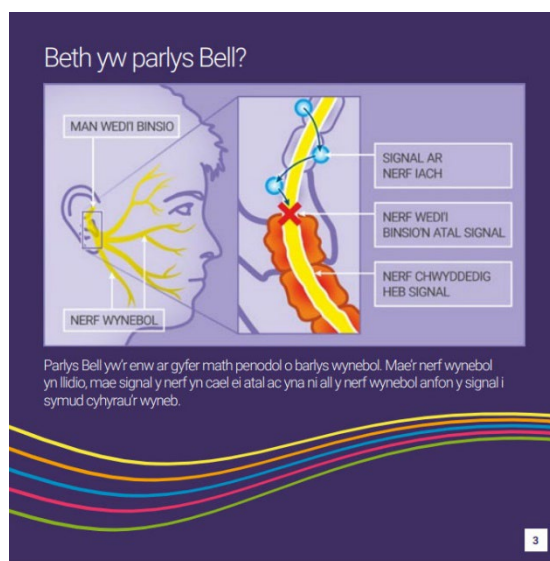 Beth yw parlys Bell?
MAN WEDI'I BINSIO
SIGNAL AR
NERF IACH
NERF WEDI'I
BINSIO'N ATAL SIGNAL
NERF CHWYDDEDIG
HEB SIGNAL
NERF WYNEBOL
Parlys Bell yw'r enw ar gyfer math penodol o barlys wynebol. Mae'r nerf wynebol
yn llidio, mae signal y nerf yn cael ei atal ac yna ni all y nerf wynebol anfon y signal i
symud cyhyrau'r wyneb.
3